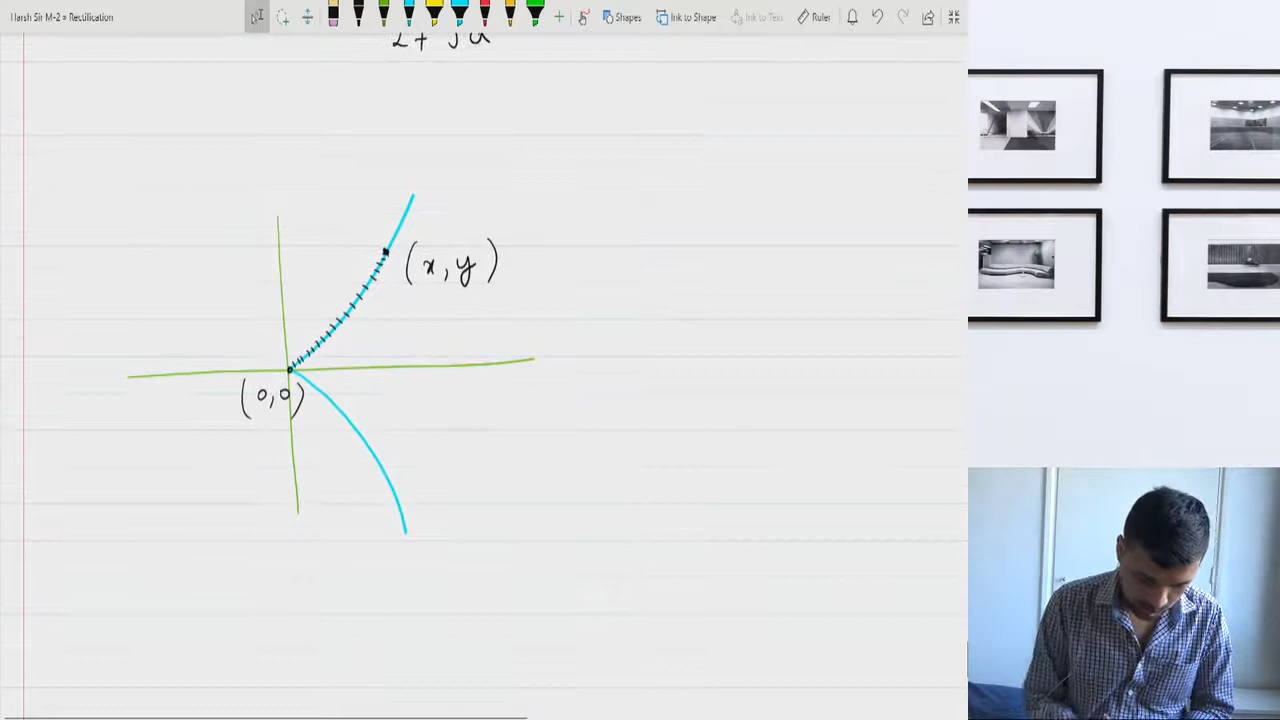 Harsh Sir M-2 » Rectification
Shapes
Ink to Shape
Ink to Text
Ruler
(x, y)
(0,0)